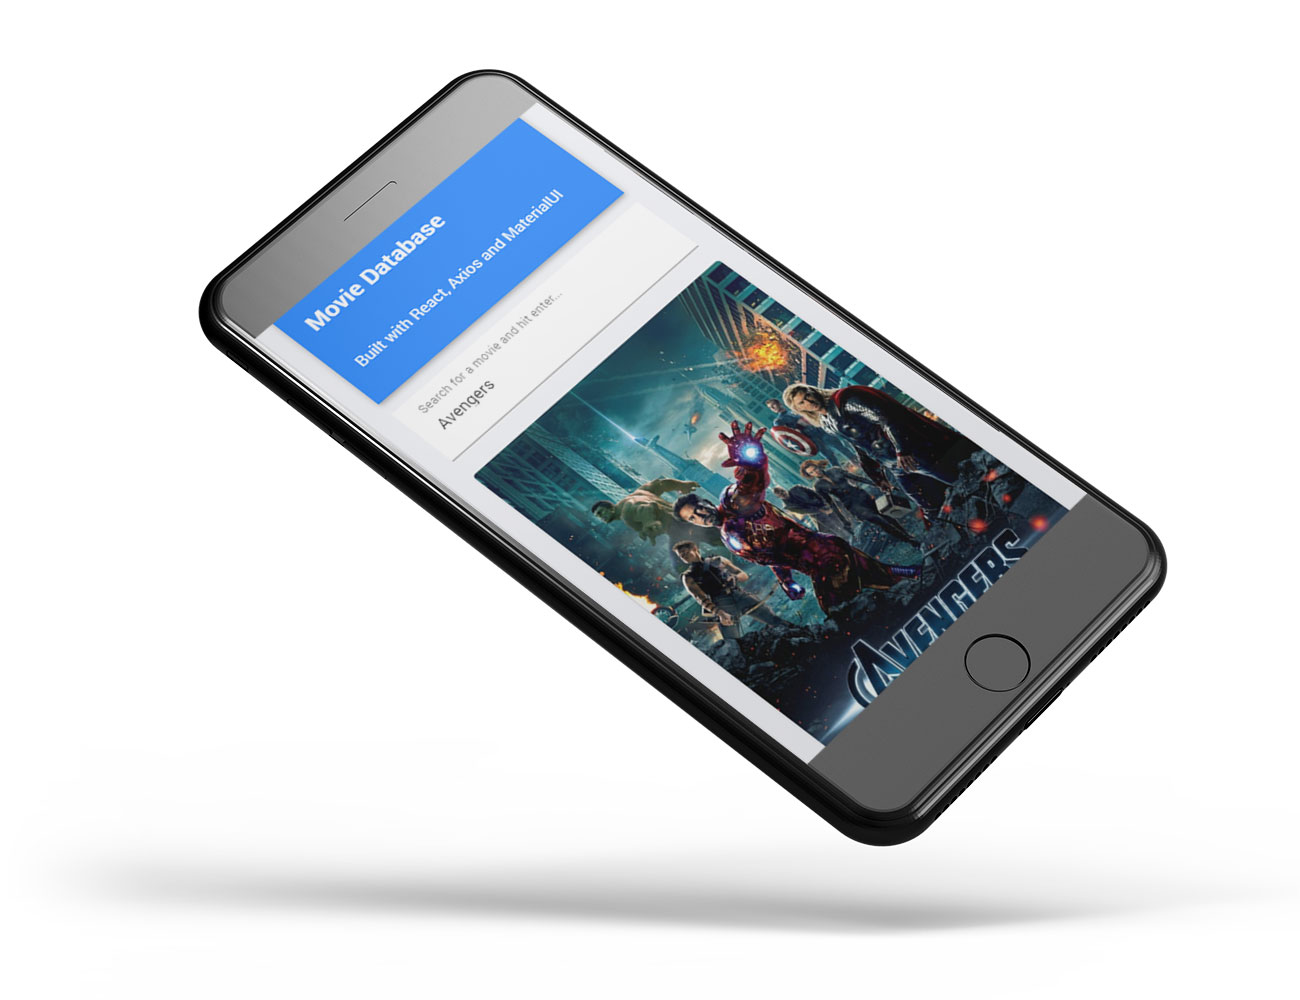 Movie Database
Built with React, Axios and MaterialUI
Search for a movie and hit enter...
Avengers
AVENGERS